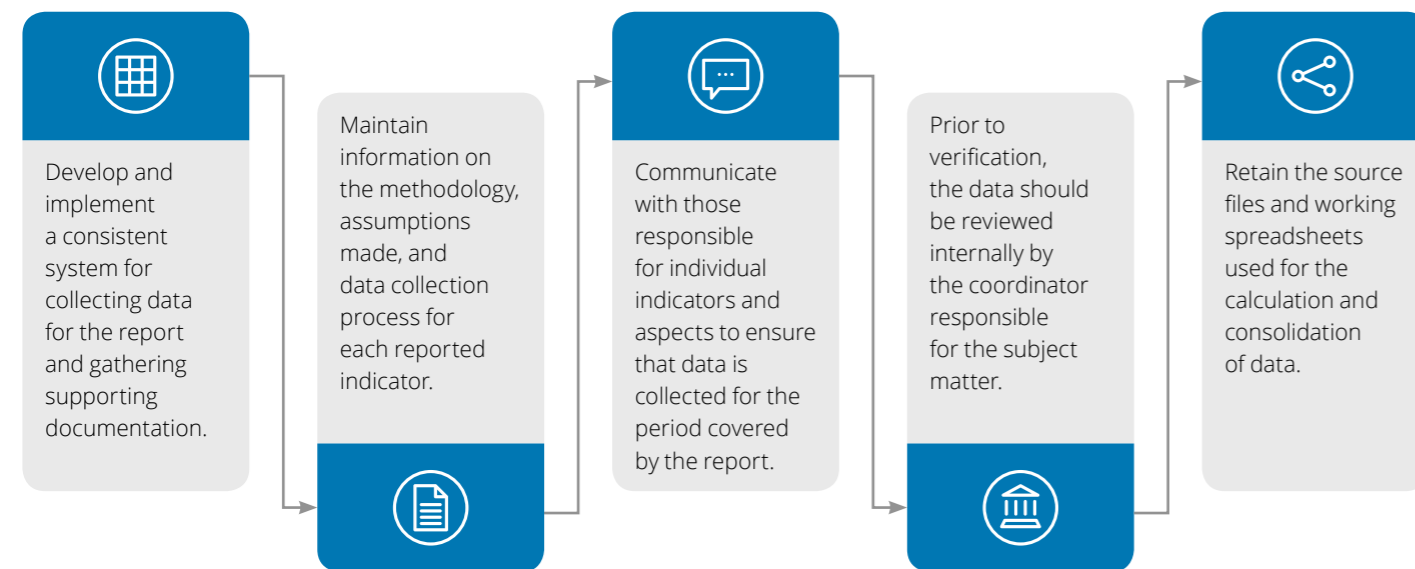 Develop and
implement
a consistent
system for
collecting data
for the report
and gathering
supporting
documentation.
Maintain
information on
the methodology,
assumptions
made, and
data collection
process for
each reported
indicator.
Communicate
with those
responsible
for individual
indicators and
aspects to ensure
that data is
collected for the
period covered
by the report.
Prior to
verification,
the data should
be reviewed
internally by
the coordinator
responsible
for the subject
matter.
Retain the source
files and working
spreadsheets
used for the
calculation and
consolidation
of data.